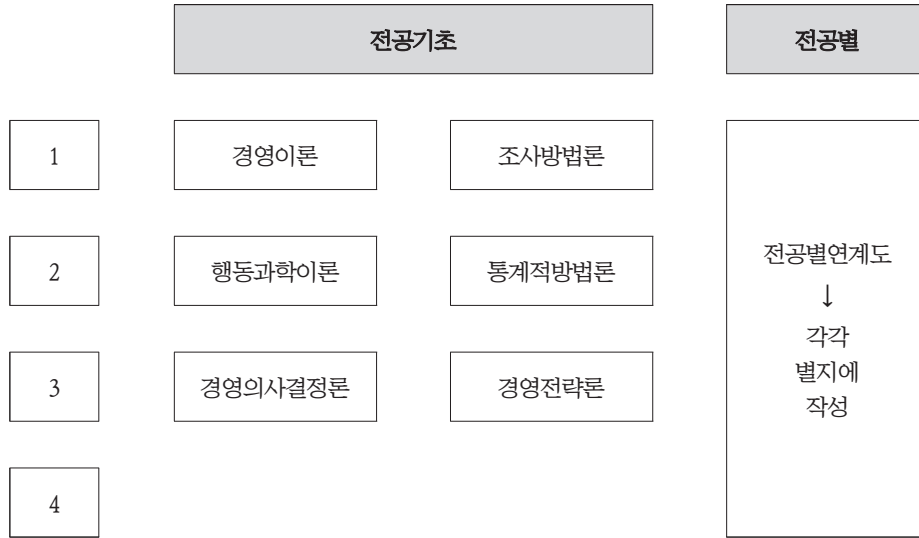 전공기초
전공별
1
경영이론
조사방법론
2
행동과학이론
통계적방법론
전공별연계도
↓
각각
별지에
작성
3
경영의사결정론
경영전략론
4